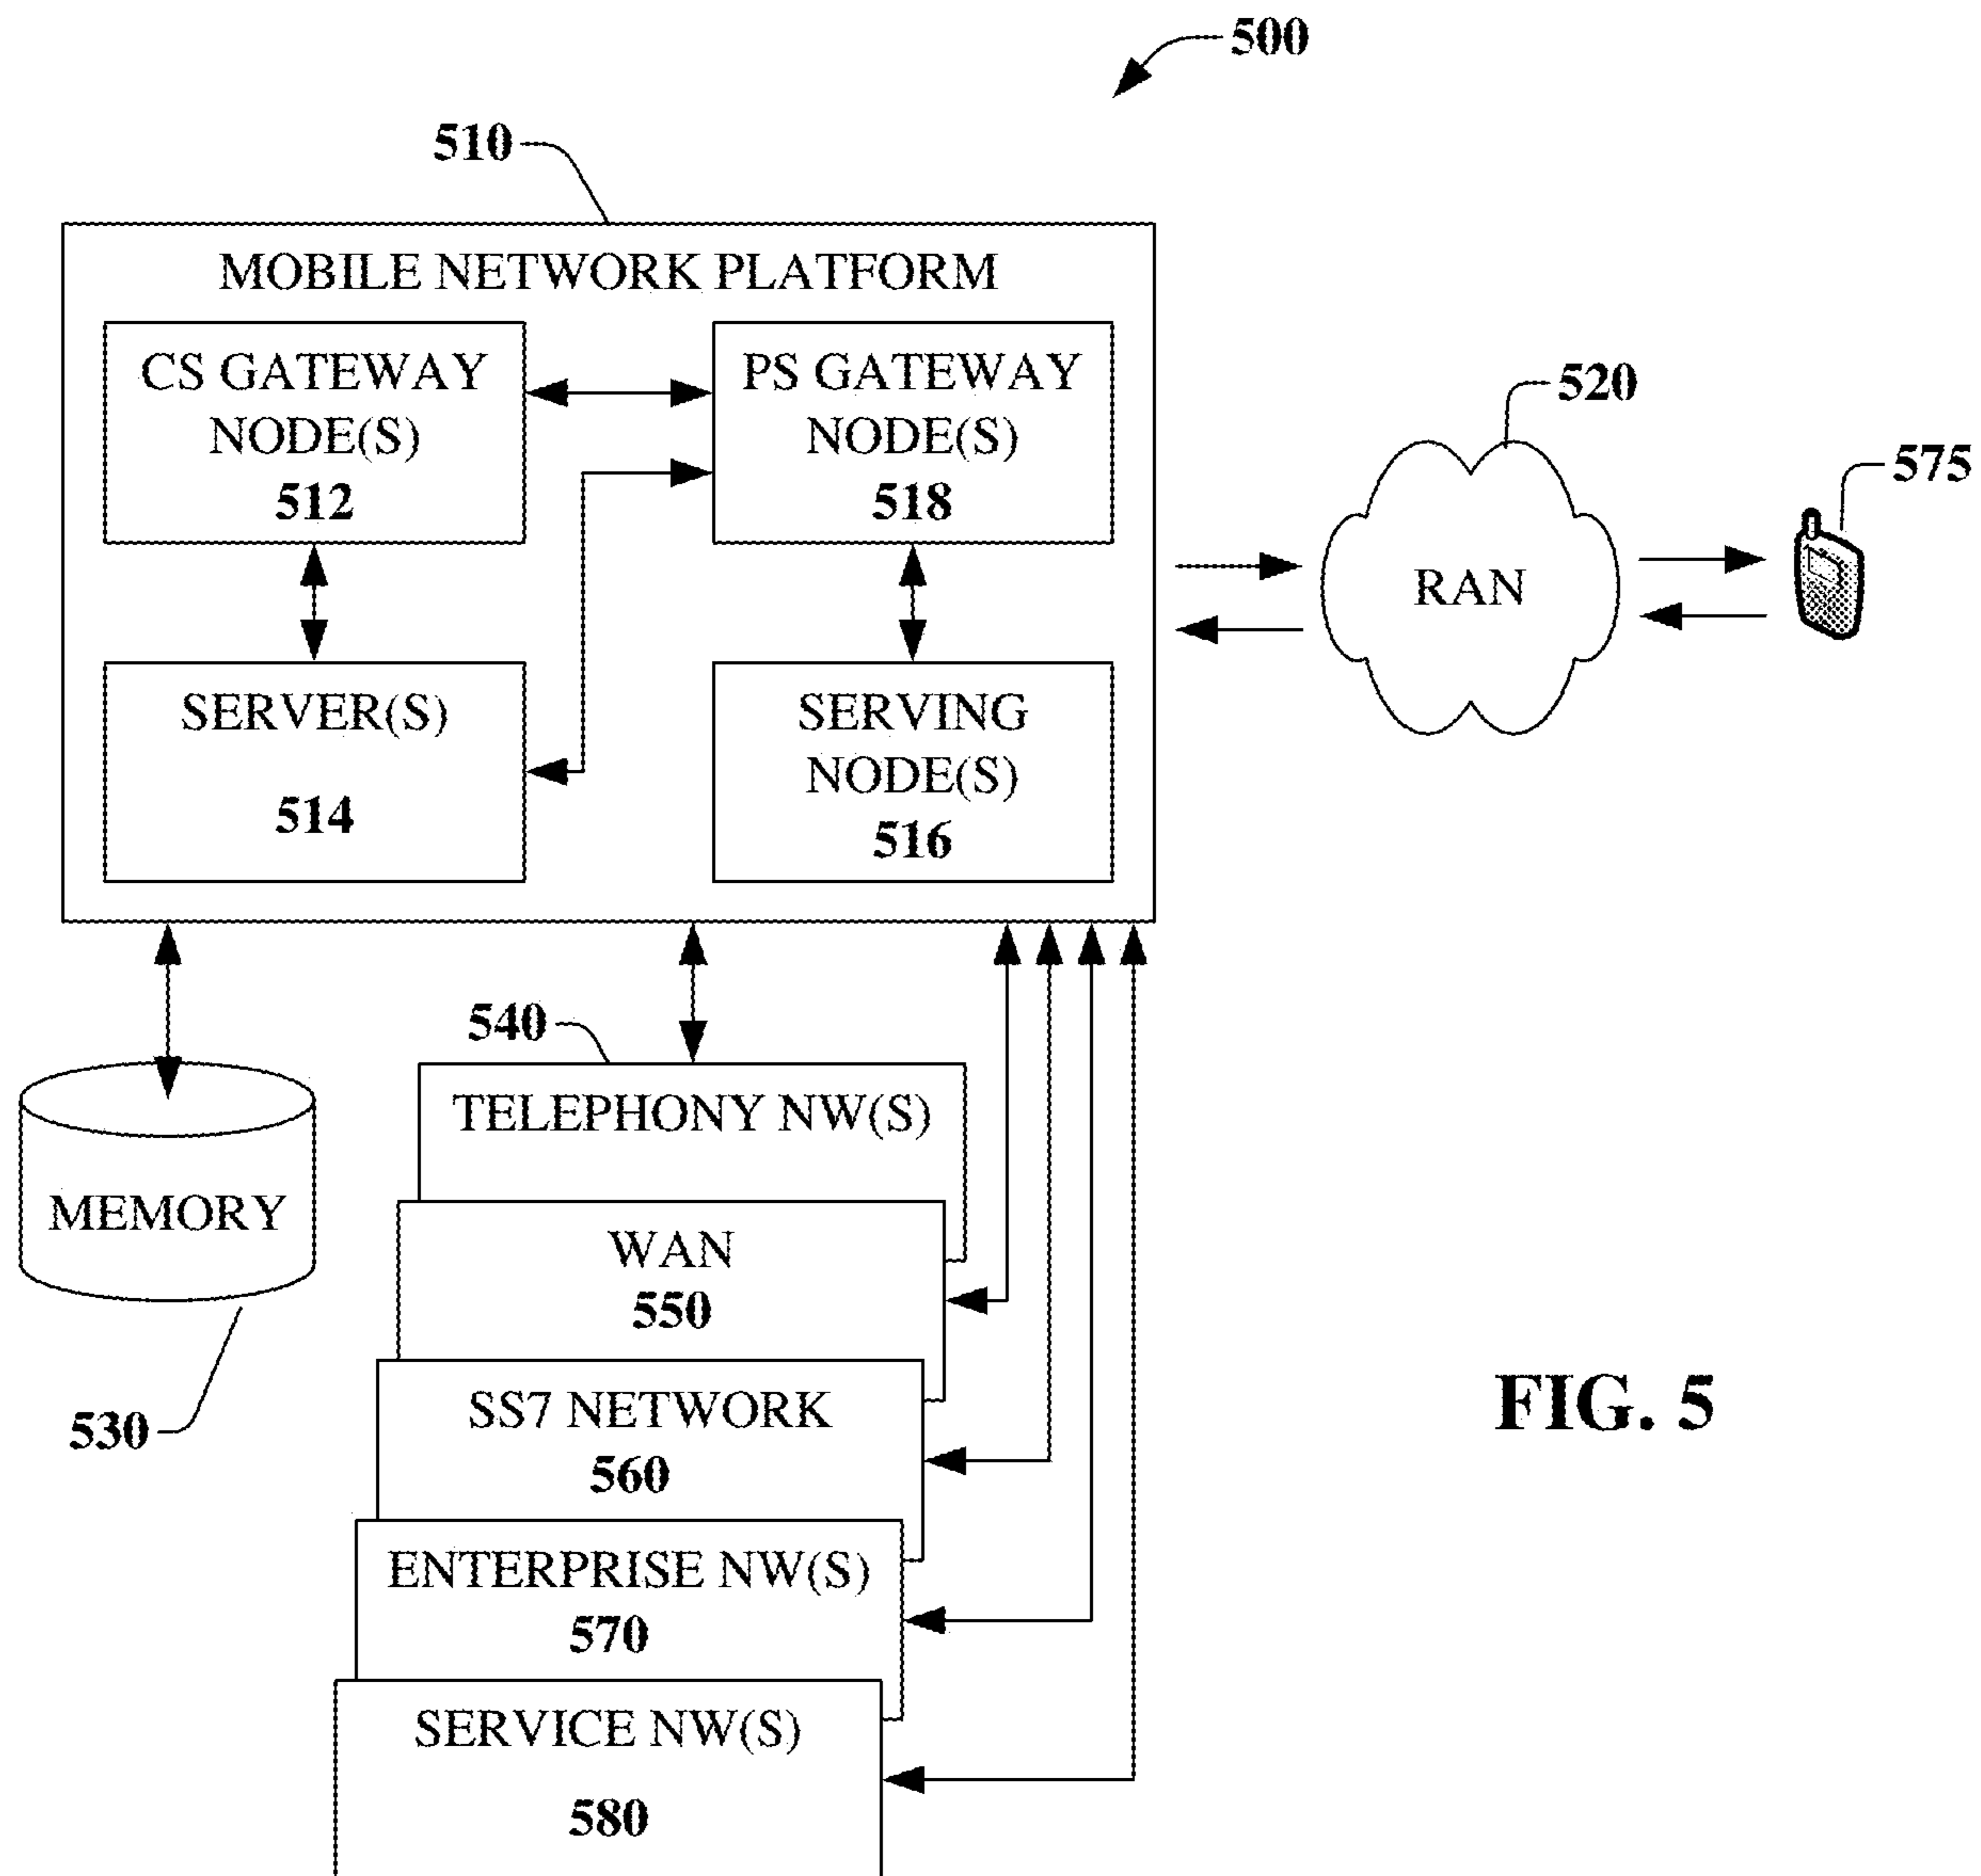 500
510
MOBILE NETWORK PLATFORM
CS GATEWAY
NODE(S)
512
PS GATEWAY
NODE(S)
518
SERVER(S)
514
SERVING
NODE(S)
516
520
RAN
575
540
TELEPHONY NW(S)
MEMORY
530
WAN
550
SS7 NETWORK
560
ENTERPRISE NW(S)
570
SERVICE NW(S)
580
FIG. 5